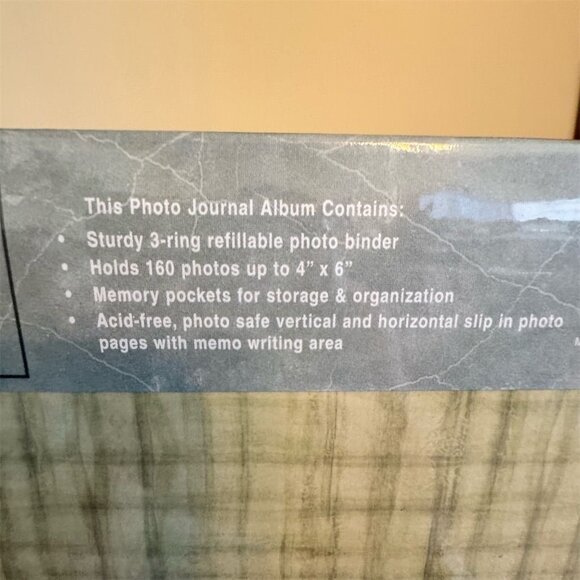 This Photo Journal Album Contains:
• Sturdy 3-ring refillable photo binder
• Holds 160 photos up to 4" x 6"
• Memory pockets for storage & organization
• Acid-free, photo safe vertical and horizontal slip in photo
pages with memo writing area